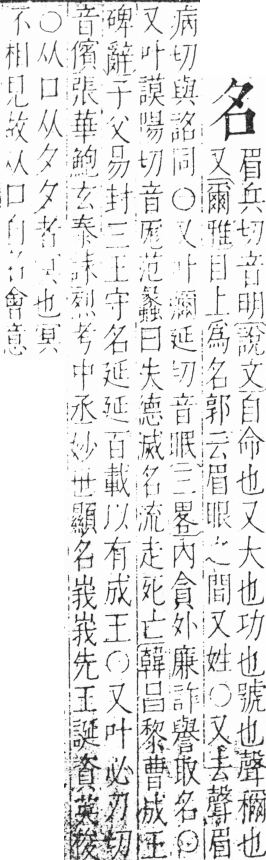 名
眉兵切音明說文自命也又大也功也號也聲稱也
又爾雅目上爲名郭云眉眼之間又姓○又去聲眉
病切與詺同○又叶彌延切音眠三畧內貪外廉詐譽取名○
又叶謨陽切音厖范蠡曰失德滅名流走死亡韓昌黎曹成王
碑辭子父易封三王守名延延百載以有成王○又叶必刃切
音儐張華鮑玄泰誄烈考中丞妙世顯名峩峩先王誕資英俊
○从口从夕夕者冥也冥
不相見故从口自名會意